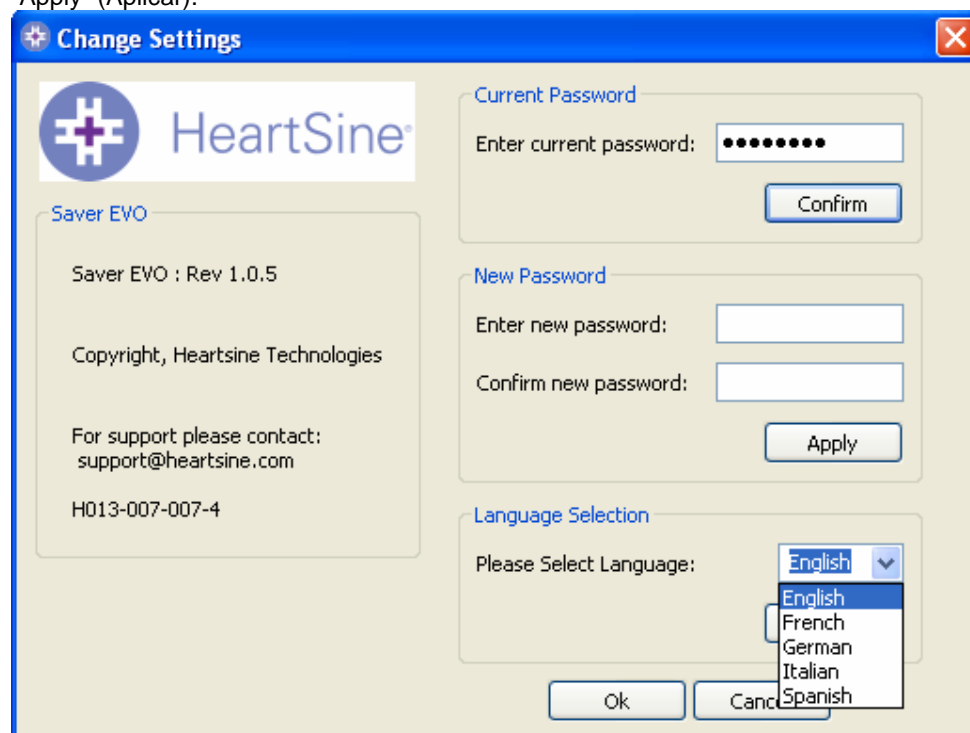 "Apply" (Aplicar).
Change Settings
HeartSine
Saver EVO
Saver EVO : Rev 1.0.5
Copyright, Heartsine Technologies
For support please contact:
support@heartsine.com
H013-007-007-4
Current Password
Enter current password: ●●●●●●●●
Confirm
New Password
Enter new password:
Confirm new password:
Apply
Language Selection
Please Select Language: English
English
French
German
Italian
Spanish
Ok